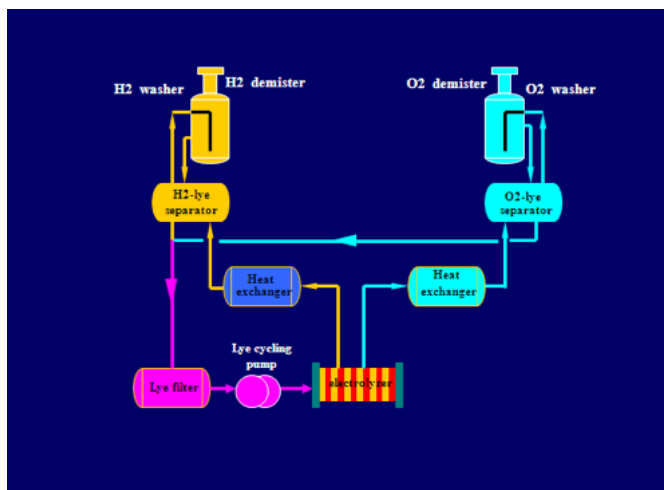 H2 washer
H2 demister
O2 demister
O2 washer
H2-lye
separator
O2-lye
separator
Heat
exchanger
Heat
exchanger
Lye cycling
pump
Lye filter
electrolyzer